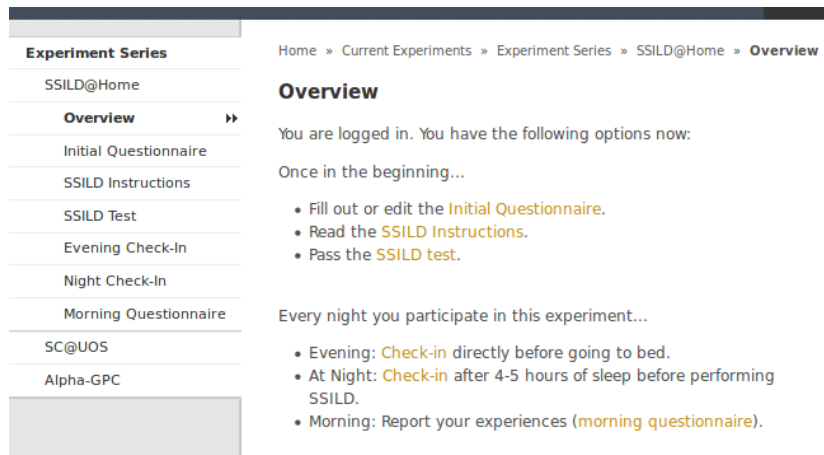 Experiment Series
SSILD@Home
Overview
Initial Questionnaire
SSILD Instructions
SSILD Test
Evening Check-In
Night Check-In
Morning Questionnaire
SC@UOS
Alpha-GPC
Home » Current Experiments » Experiment Series » SSILD@Home » Overview
Overview
You are logged in. You have the following options now:
Once in the beginning...
• Fill out or edit the Initial Questionnaire.
• Read the SSILD Instructions.
• Pass the SSILD test.
Every night you participate in this experiment...
• Evening: Check-in directly before going to bed.
• At Night: Check-in after 4-5 hours of sleep before performing
SSILD.
• Morning: Report your experiences (morning questionnaire).